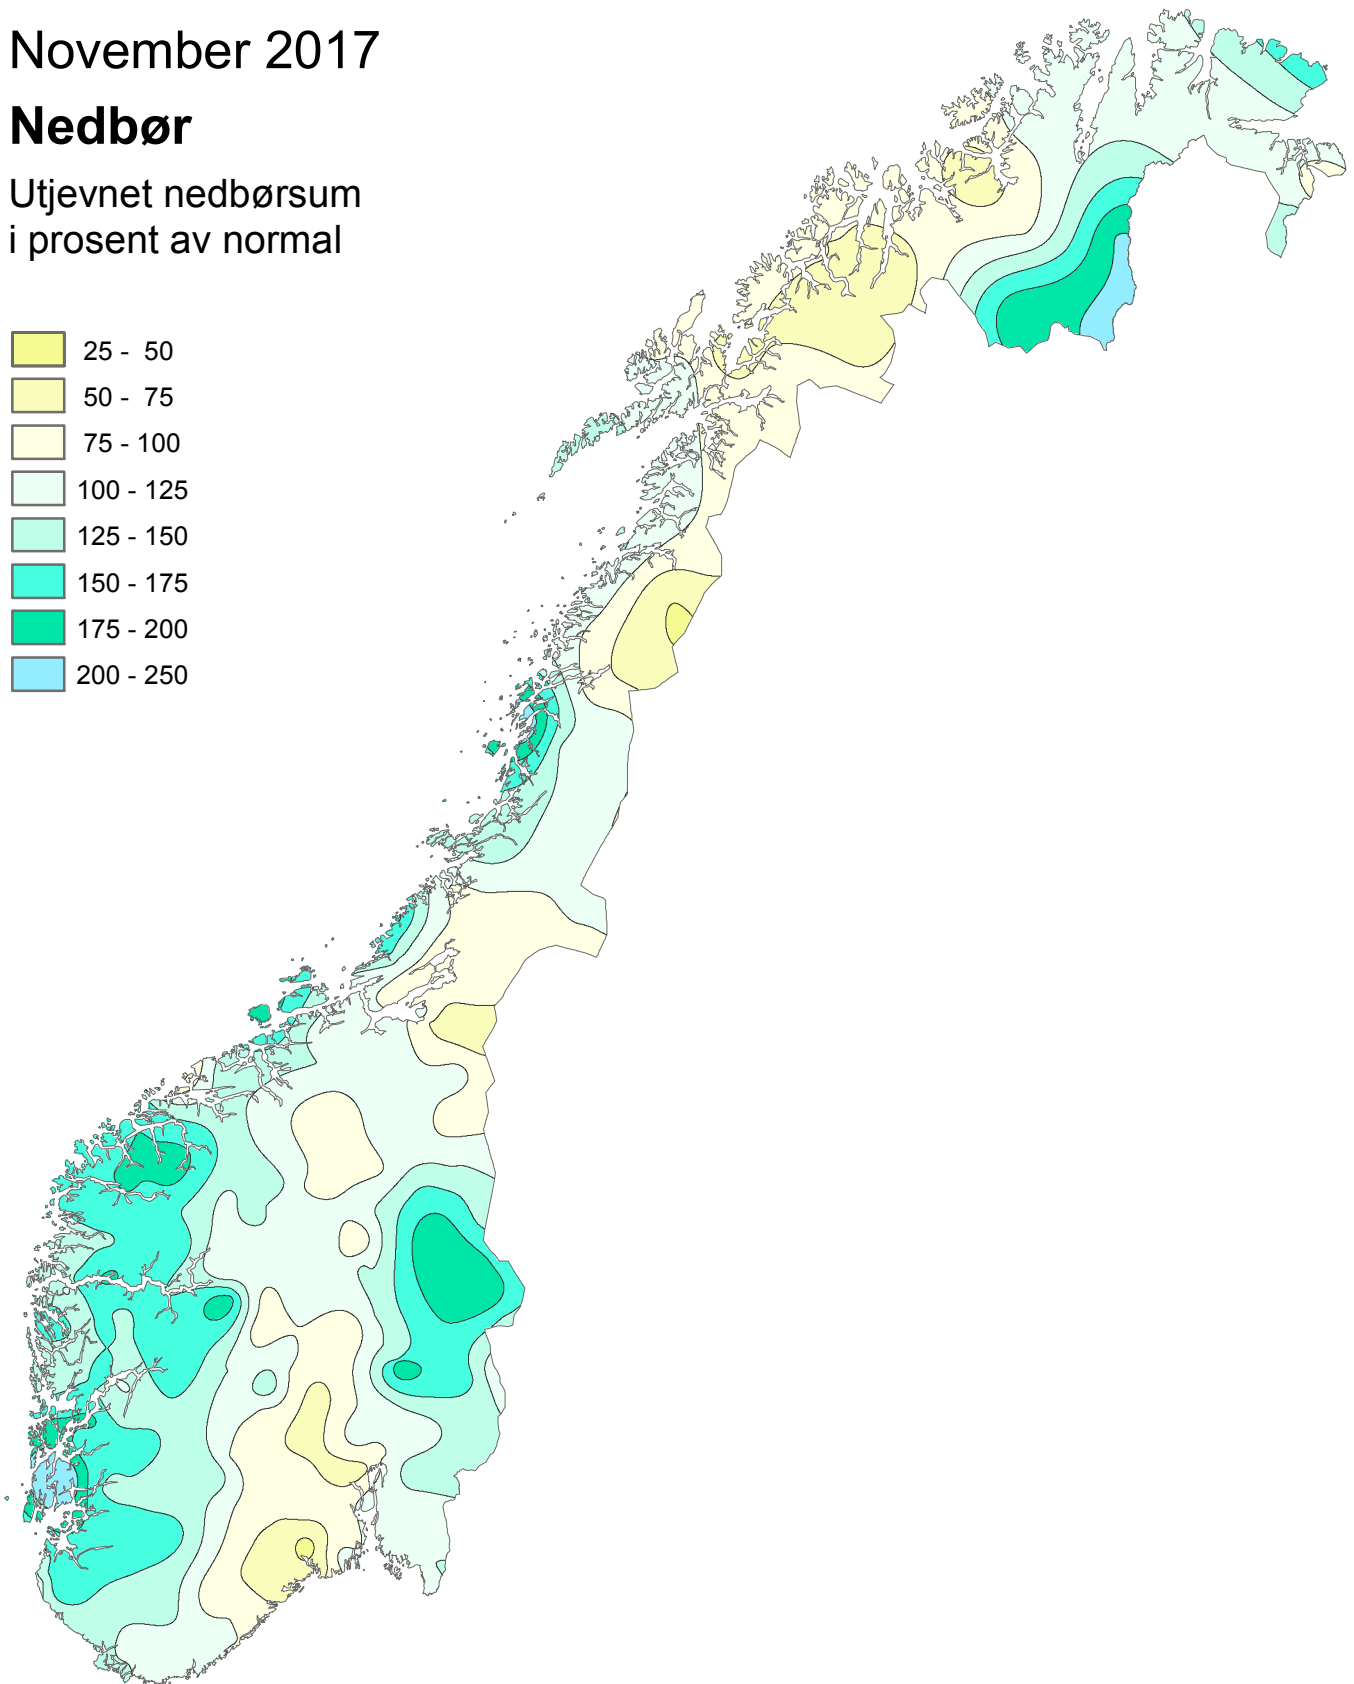 November 2017
Nedbør
Utjevnet nedbørsum
i prosent av normal
25 - 50
50 - 75
75 - 100
100 - 125
125 - 150
150 - 175
175 - 200
200 - 250